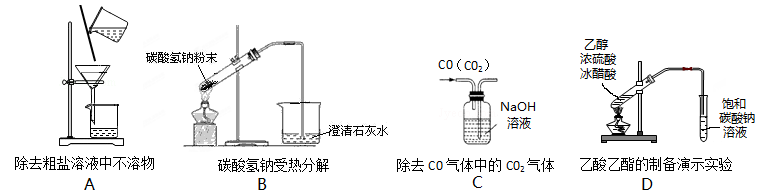 除去粗盐溶液中不溶物
A
碳酸氢钠粉末
澄清石灰水
碳酸氢钠受热分解
B
CO（CO₂）
NaOH
溶液
除去CO气体中的CO₂气体
C
乙醇
浓硫酸
冰醋酸
饱和
碳酸钠
溶液
乙酸乙酯的制备演示实验
D